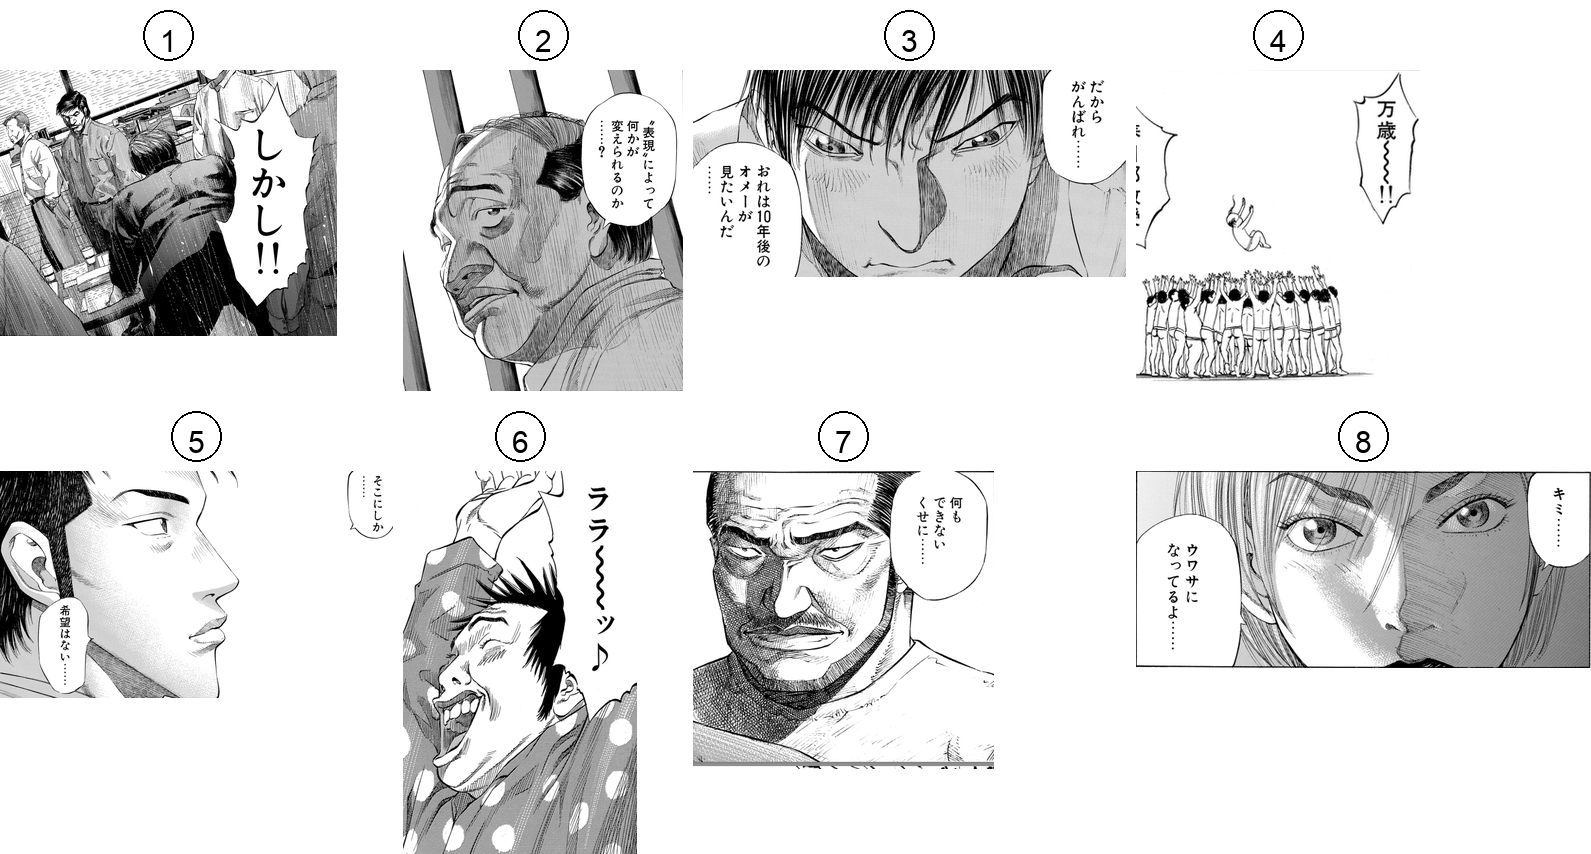 1
しかし!!
2
〝表現〟によって
何かが
変えられるのか
……?
3
だから
がんばれ……
おれは10年後の
オメーが
見たいんだ
……
4
万歳〜〜〜!!
5
そこにしか
……
希望はない……
6
ララ〜〜〜ッ♪
7
何も
できない
くせに……
8
キミ……
ウワサに
なってるよ……